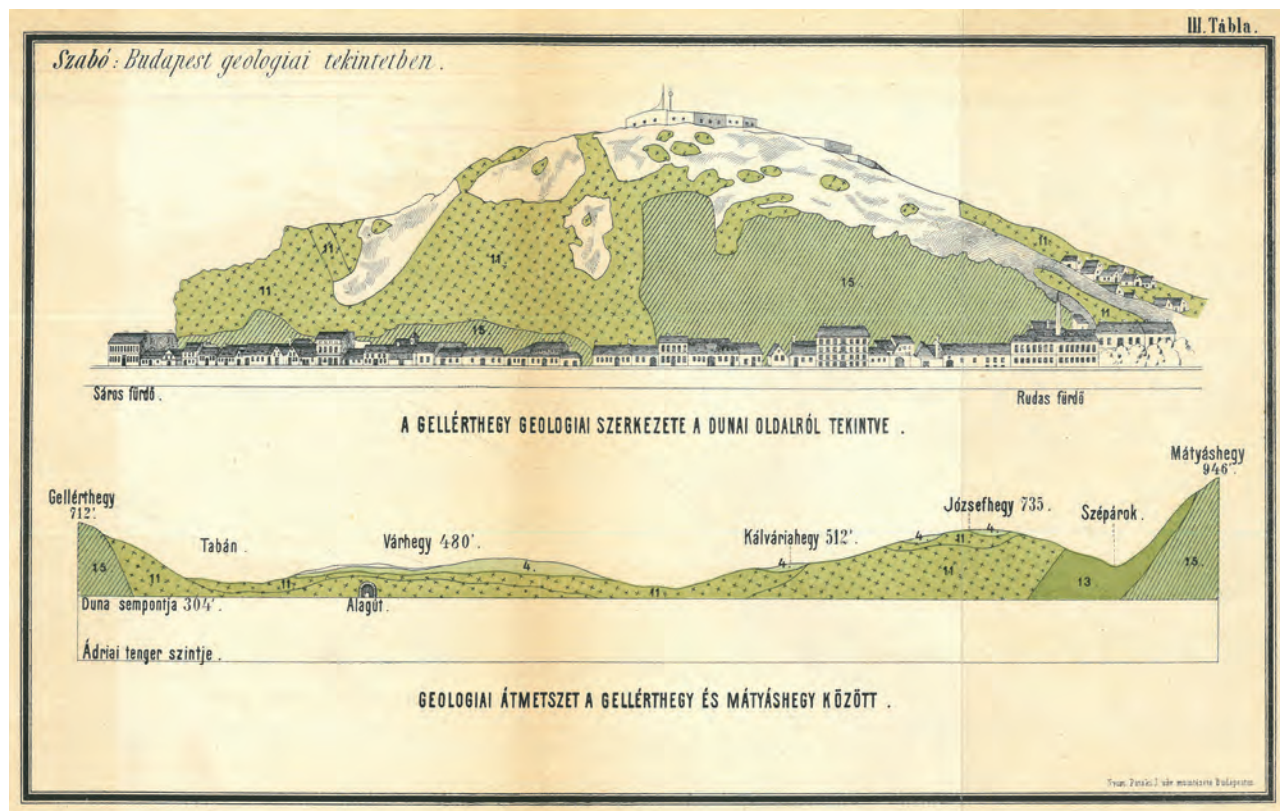 III. Tábla.
Szabó: Budapest geologiai tekintetben.
11
11
11.
15
15.
11.
11
Sáros fürdő.
Rudas fürdő
A GELLÉRTHEGY GEOLOGIAI SZERKEZETE A DUNAI OLDALRÓL TEKINTVE.
Mátyáshegy
946'.
Gellérthegy
712'.
Józsefhegy 735.
Szépárok.
Tabán.
Várhegy 480'.
Kálváriahegy 512'.
4.
4.
4.
4.
11.
15
11
11
11
11
13
15.
Duna sempontja 304'.
Alagút.
Ádriai tenger szintje.
GEOLOGIAI ÁTMETSZET A GELLÉRTHEGY ÉS MÁTYÁSHEGY KÖZÖTT.
Budapesten